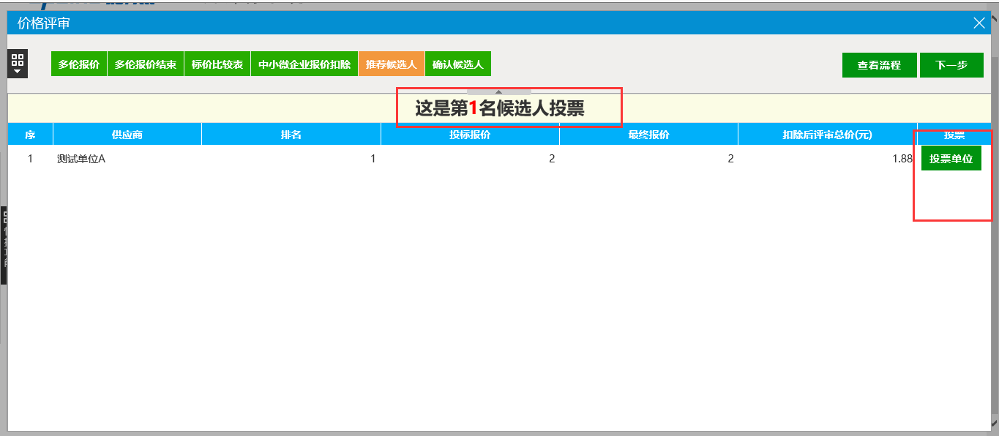 价格评审
多伦报价 多伦报价结束 标价比较表 中小微企业报价扣除 推荐候选人 确认候选人 查看流程 下一步
这是第1名候选人投票
序 供应商 排名 投标报价 最终报价 扣除后评审总价(元) 投票
1 测试单位A 1 2 2 1.88 投票单位